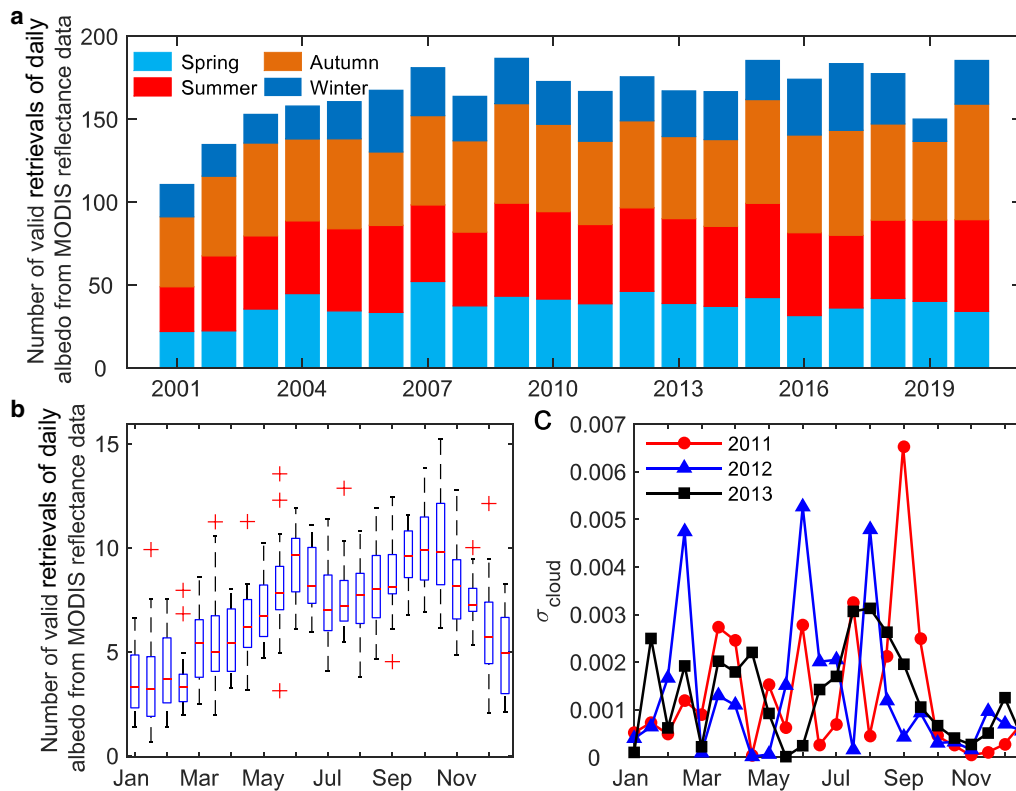 a
Number of valid retrievals of daily
albedo from MODIS reflectance data
200
150
100
50
0
Spring
Autumn
Summer
Winter
2001
2004
2007
2010
2013
2016
2019
b
Number of valid retrievals of daily
albedo from MODIS reflectance data
15
10
5
0
Jan
Mar
May
Jul
Sep
Nov
C
σcloud
0.007
0.006
0.005
0.004
0.003
0.002
0.001
0
2011
2012
2013
Jan
Mar
May
Jul
Sep
Nov